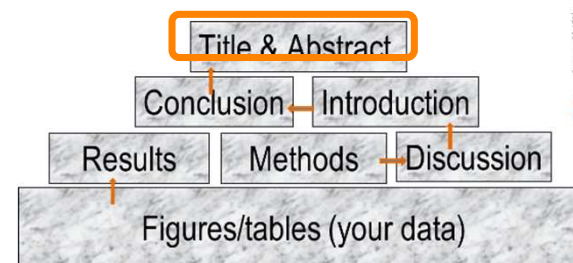 Title & Abstract
Conclusion Introduction
Results Methods Discussion
Figures/tables (your data)